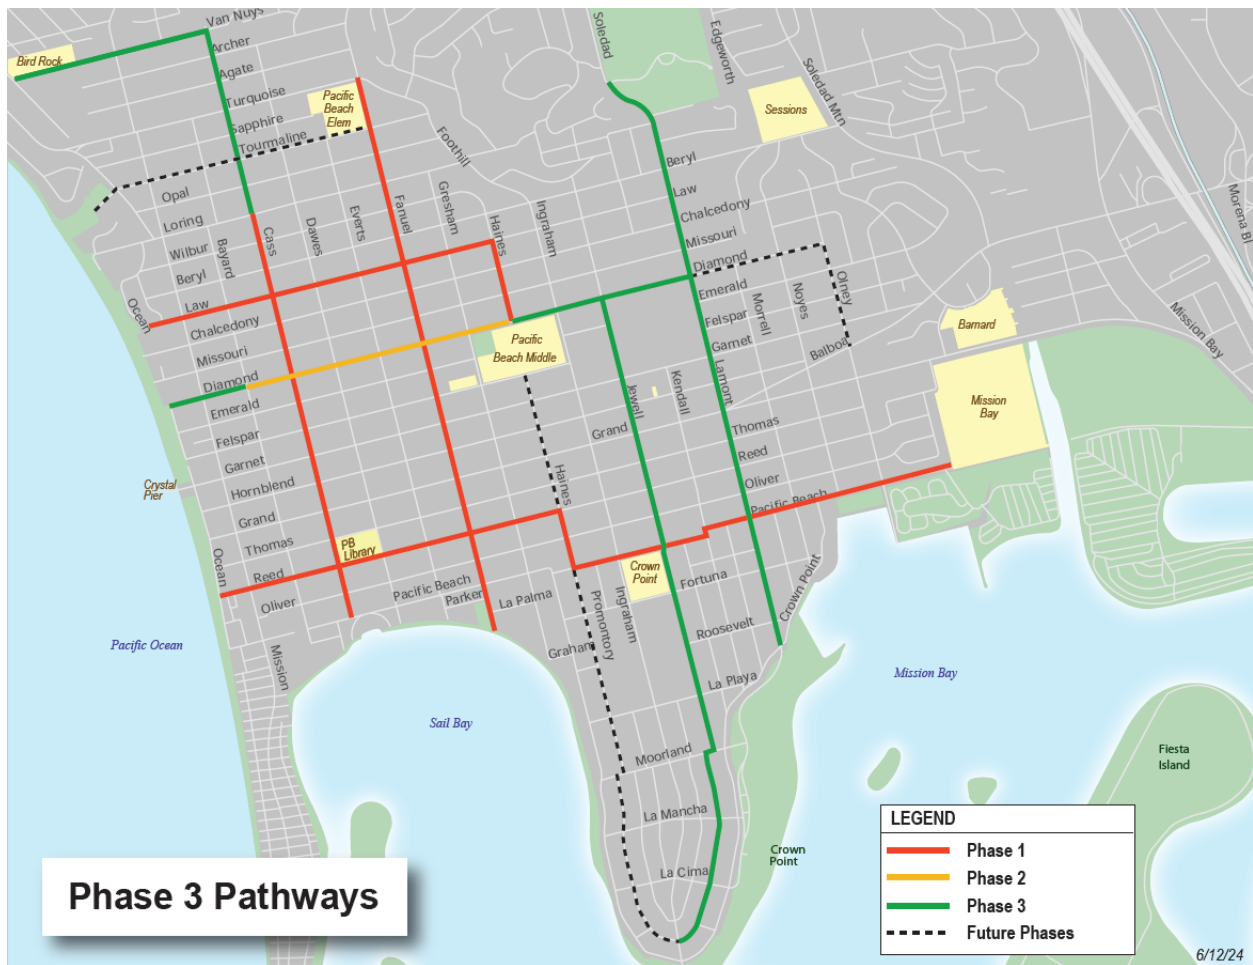 Van Nuys
Archer
Agate
Turquoise
Sapphire
Tourmaline
Bird Rock
Pacific
Beach
Elem
Foothill
Soledad
Edgeworth
Soledad Mtn
Sessions
Opal
Loring
Wilbur
Beryl
Law
Bayard
Cass
Dawes
Everts
Fanuel
Gresham
Haines
Ingraham
Beryl
Law
Chalcedony
Missouri
Diamond
Emerald
Felspar
Garnet
Morrell
Noyes
Olney
Balboa
Morena Bl
Mission Bay
Barnard
Mission
Bay
Ocean
Chalcedony
Missouri
Diamond
Emerald
Felspar
Garnet
Hornblend
Grand
Thomas
Reed
Oliver
Crystal
Pier
Pacific
Beach Middle
Jewell
Kendall
Lamont
Grand
Haines
Thomas
Reed
Oliver
Pacific Beach
Ocean
PB
Library
Pacific Beach
Parker
La Palma
Graham
Promontory
Ingraham
Crown
Point
Fortuna
Roosevelt
La Playa
Crown Point
Mission
Moorland
La Mancha
La Cima
Pacific Ocean
Sail Bay
Mission Bay
Fiesta
Island
Crown
Point
Phase 3 Pathways
LEGEND
Phase 1
Phase 2
Phase 3
Future Phases
6/12/24